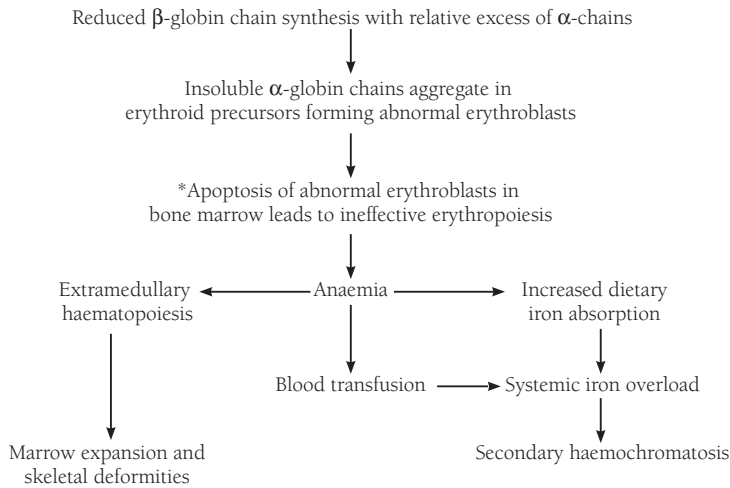 Reduced β-globin chain synthesis with relative excess of α-chains
Insoluble α-globin chains aggregate in
erythroid precursors forming abnormal erythroblasts
*Apoptosis of abnormal erythroblasts in
bone marrow leads to ineffective erythropoiesis
Extramedullary
haematopoiesis
Anaemia
Increased dietary
iron absorption
Blood transfusion
Systemic iron overload
Marrow expansion and
skeletal deformities
Secondary haemochromatosis